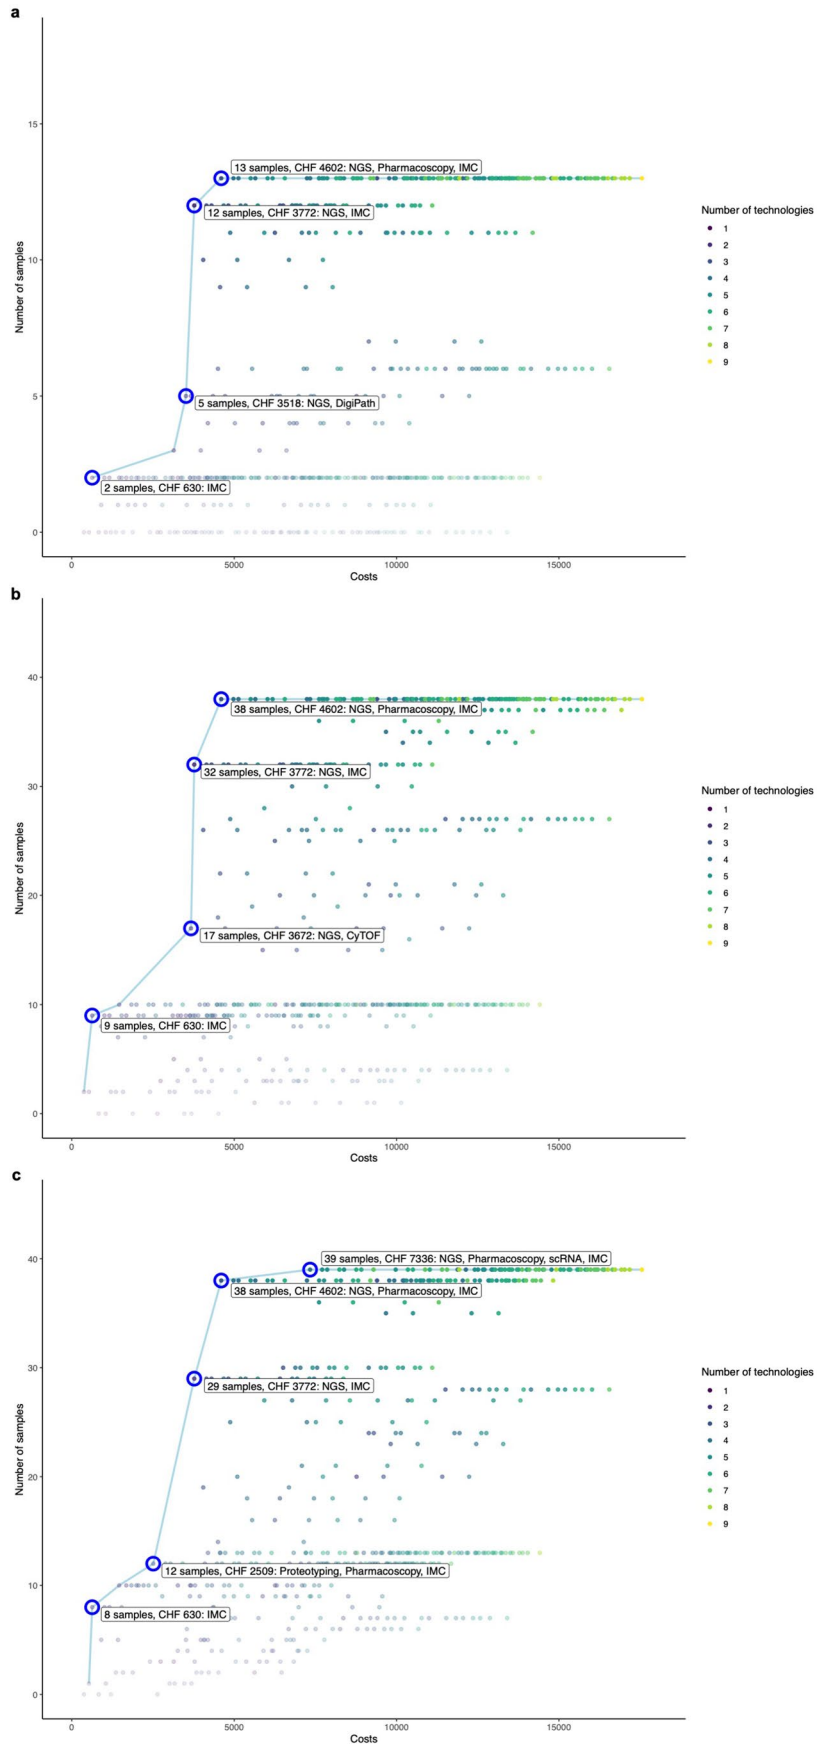 a
15
10
5
0
Number of samples
13 samples, CHF 4602: NGS, Pharmacoscopy, IMC
12 samples, CHF 3772: NGS, IMC
5 samples, CHF 3518: NGS, DigiPath
2 samples, CHF 630: IMC
0 5000 10000 15000
Costs
Number of technologies
1
2
3
4
5
6
7
8
9
b
40
30
20
10
0
Number of samples
38 samples, CHF 4602: NGS, Pharmacoscopy, IMC
32 samples, CHF 3772: NGS, IMC
17 samples, CHF 3672: NGS, CyTOF
9 samples, CHF 630: IMC
0 5000 10000 15000
Costs
Number of technologies
1
2
3
4
5
6
7
8
9
c
40
30
20
10
0
Number of samples
39 samples, CHF 7336: NGS, Pharmacoscopy, scRNA, IMC
38 samples, CHF 4602: NGS, Pharmacoscopy, IMC
29 samples, CHF 3772: NGS, IMC
12 samples, CHF 2509: Proteotyping, Pharmacoscopy, IMC
8 samples, CHF 630: IMC
0 5000 10000 15000
Costs
Number of technologies
1
2
3
4
5
6
7
8
9